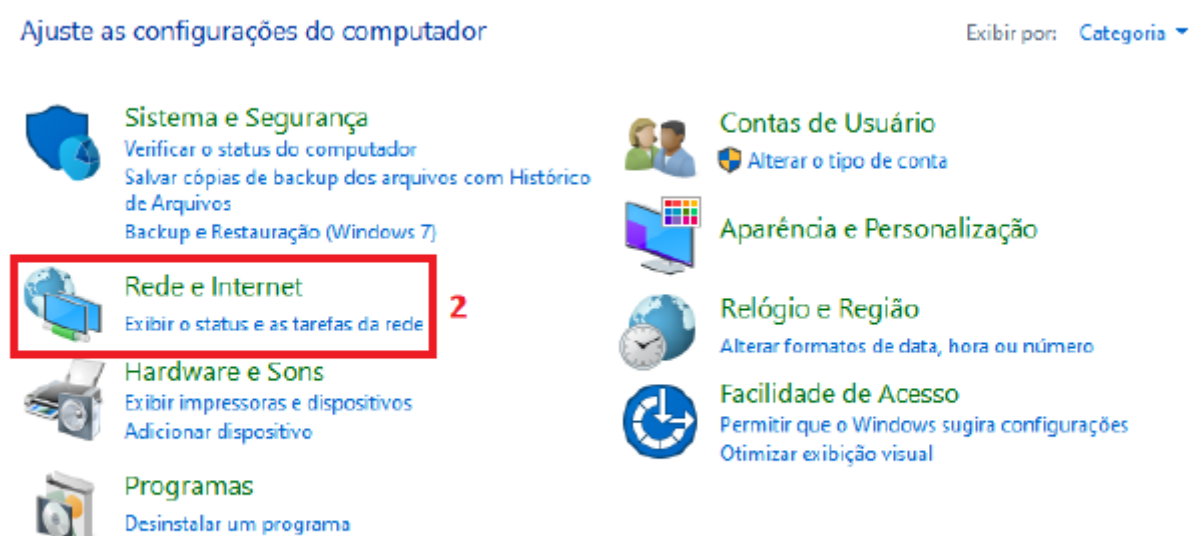 Ajuste as configurações do computador
Exibir por: Categoria
Sistema e Segurança
Verificar o status do computador
Salvar cópias de backup dos arquivos com Histórico
de Arquivos
Backup e Restauração (Windows 7)
Rede e Internet
Exibir o status e as tarefas da rede
2
Hardware e Sons
Exibir impressoras e dispositivos
Adicionar dispositivo
Programas
Desinstalar um programa
Contas de Usuário
Alterar o tipo de conta
Aparência e Personalização
Relógio e Região
Alterar formatos de data, hora ou número
Facilidade de Acesso
Permitir que o Windows sugira configurações
Otimizar exibição visual